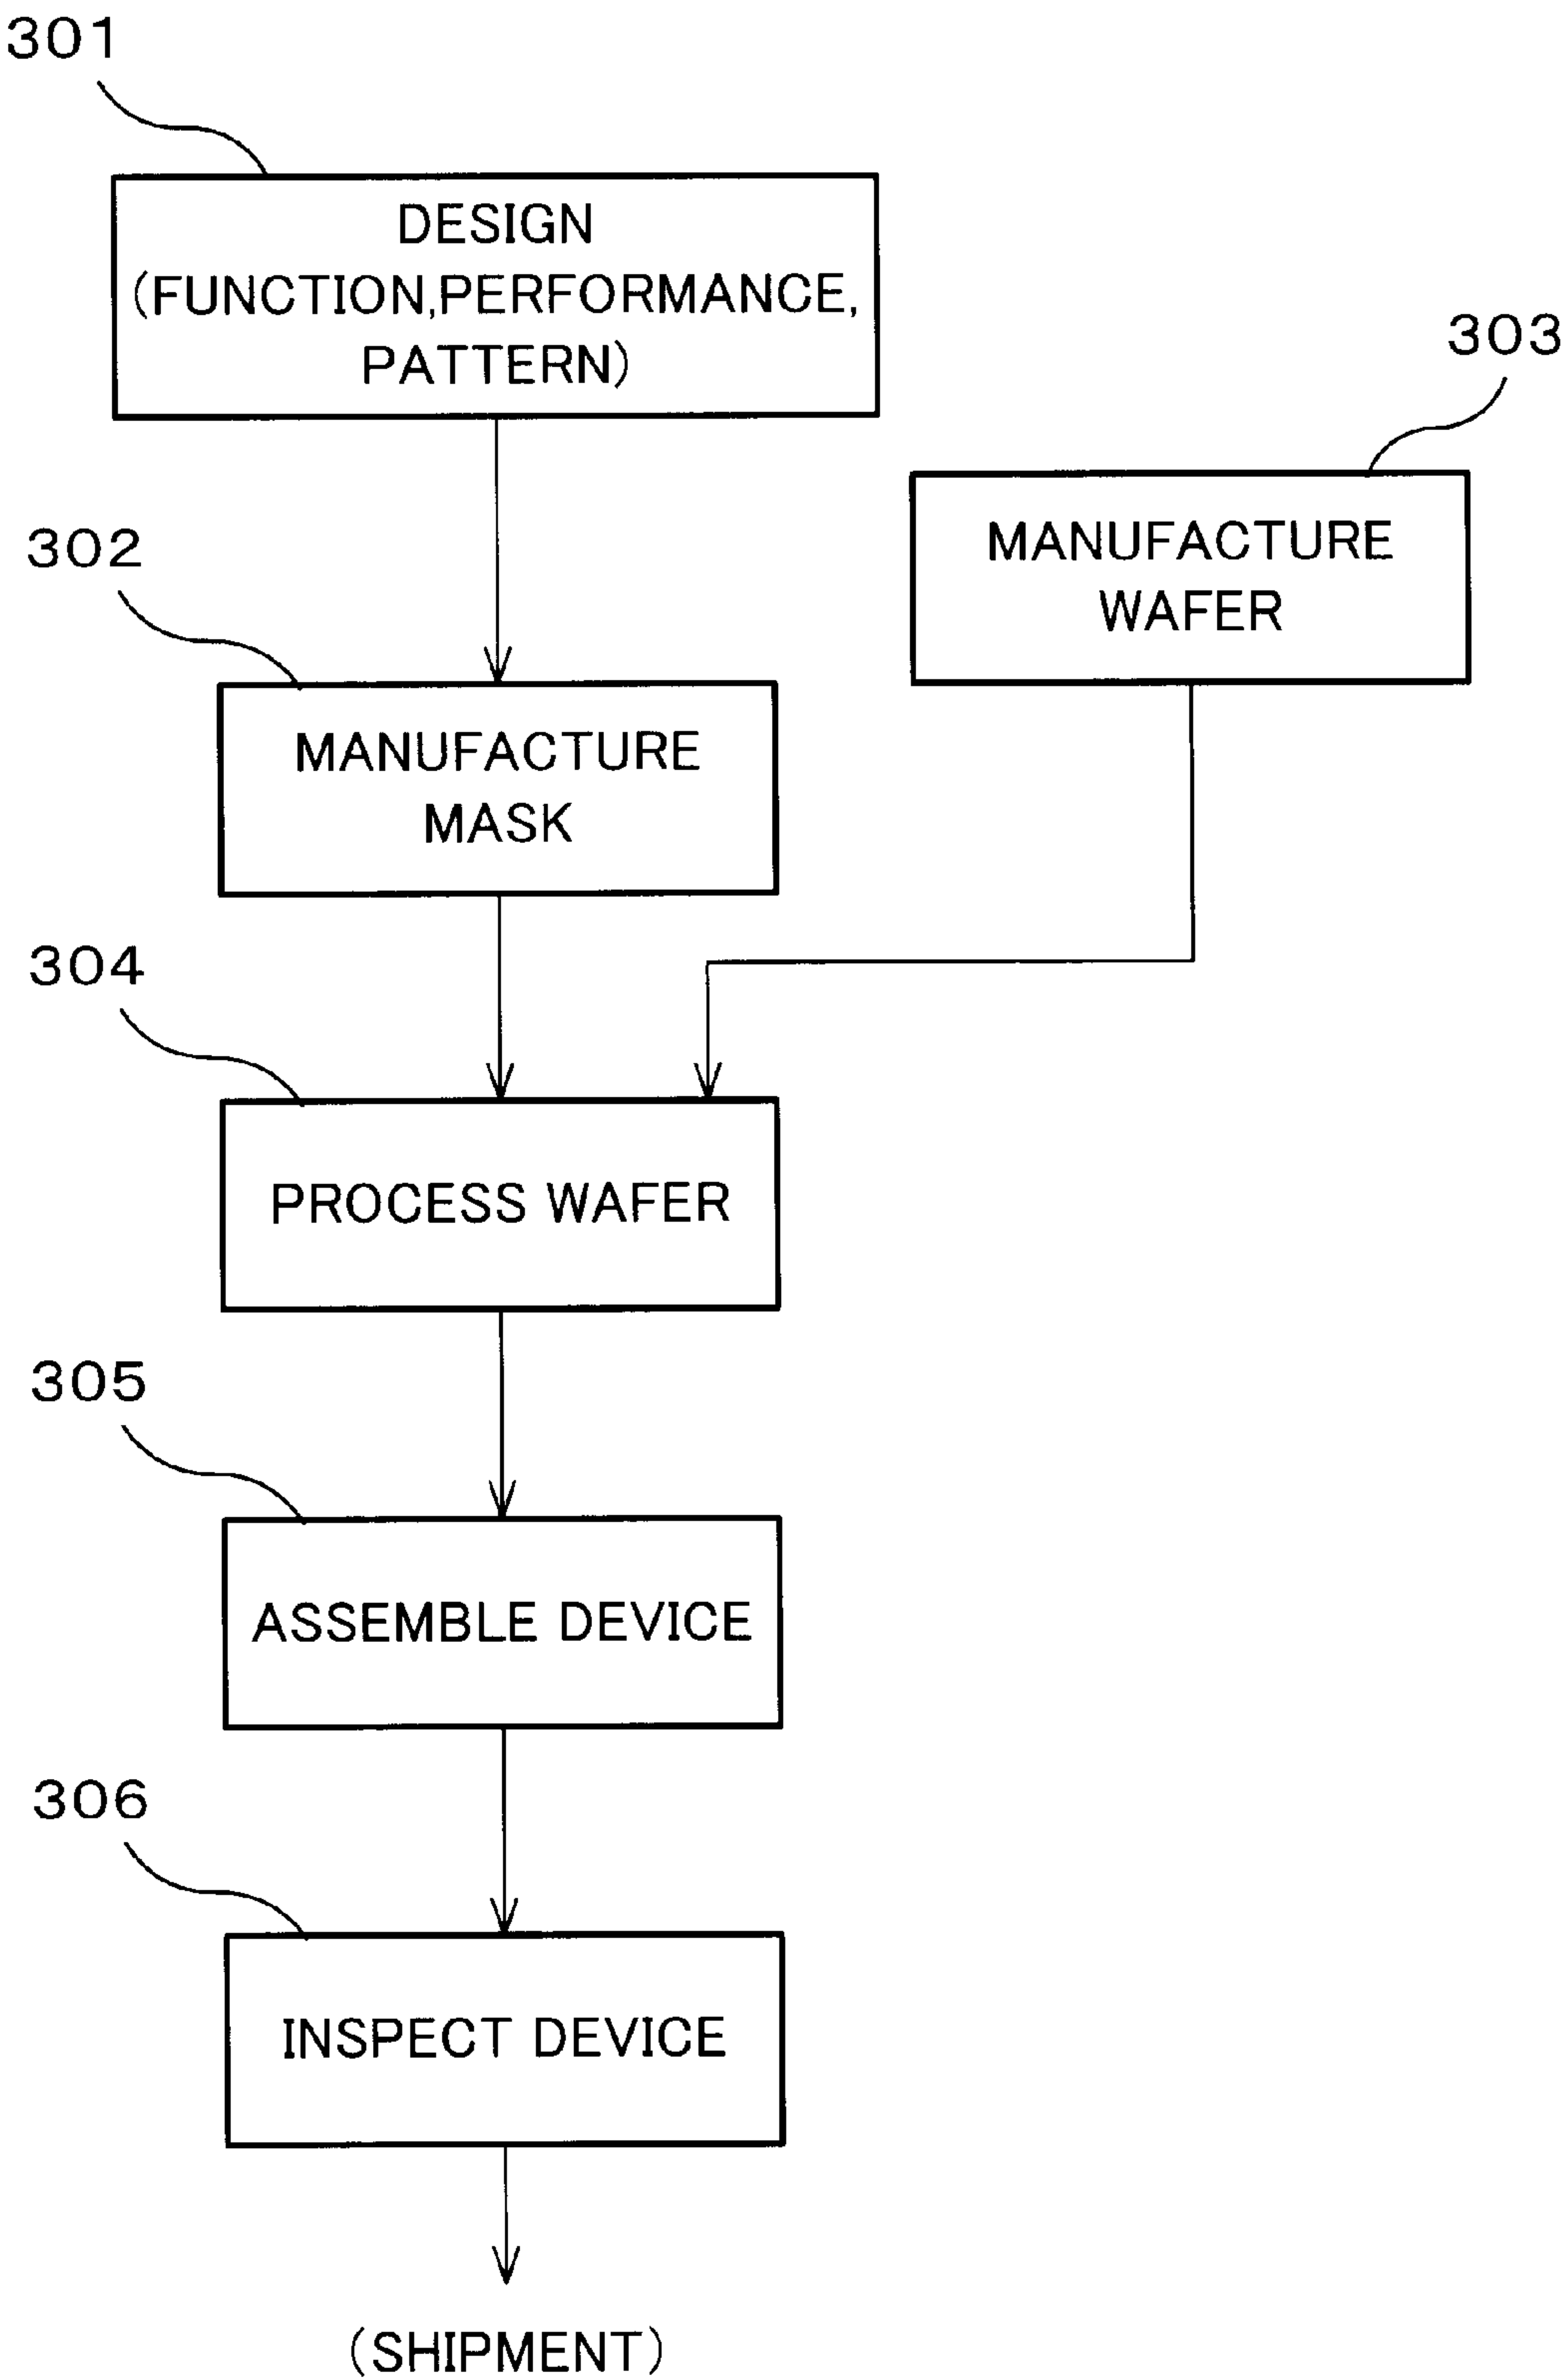 301
DESIGN
(FUNCTION,PERFORMANCE,
PATTERN)
303
MANUFACTURE
WAFER
302
MANUFACTURE
MASK
304
PROCESS WAFER
305
ASSEMBLE DEVICE
306
INSPECT DEVICE
(SHIPMENT)